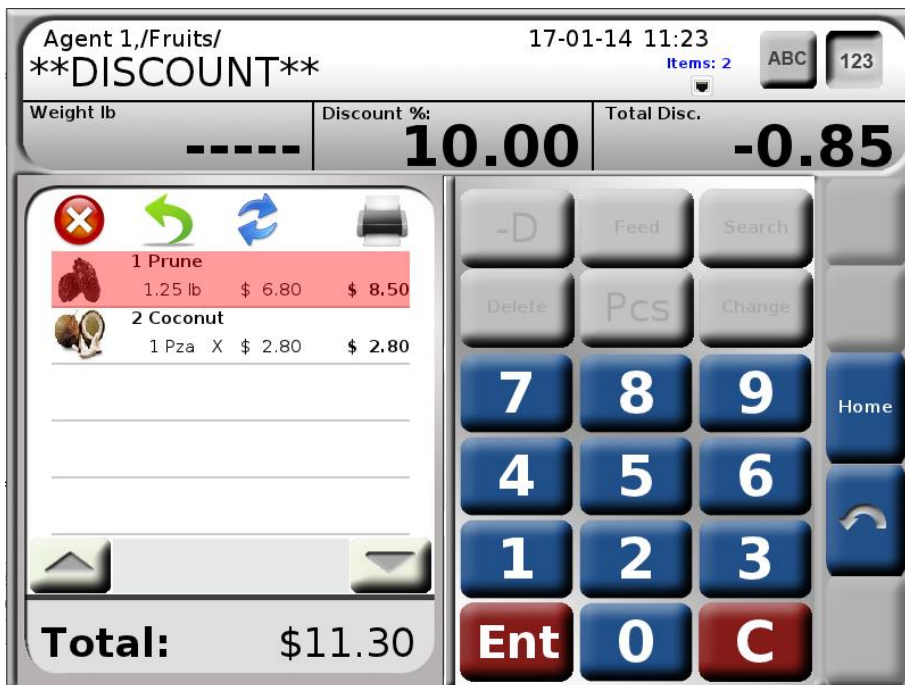 Agent 1,/Fruits/
17-01-14 11:23
**DISCOUNT**
Items: 2
ABC
123
Weight lb
-----
Discount %:
10.00
Total Disc.
-0.85
1 Prune
1.25 lb $ 6.80 $ 8.50
2 Coconut
1 Pza X $ 2.80 $ 2.80
Total: $11.30
-D Feed Search
Delete Pcs Change
7 8 9
4 5 6
1 2 3
Ent 0 C
Home